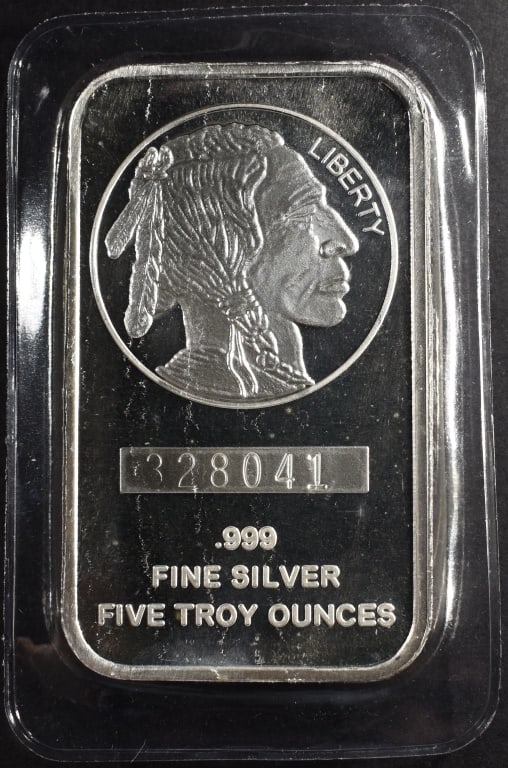 LIBERTY
328041
.999
FINE SILVER
FIVE TROY OUNCES